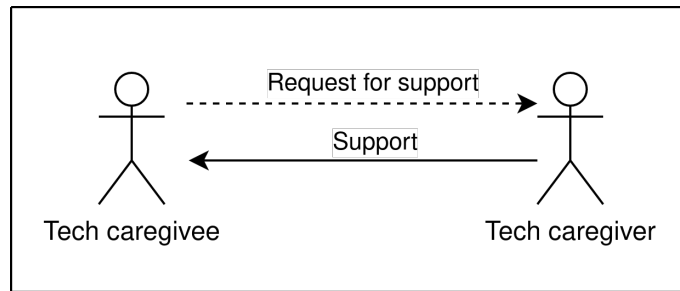 Request for support
Support
Tech caregivee
Tech caregiver